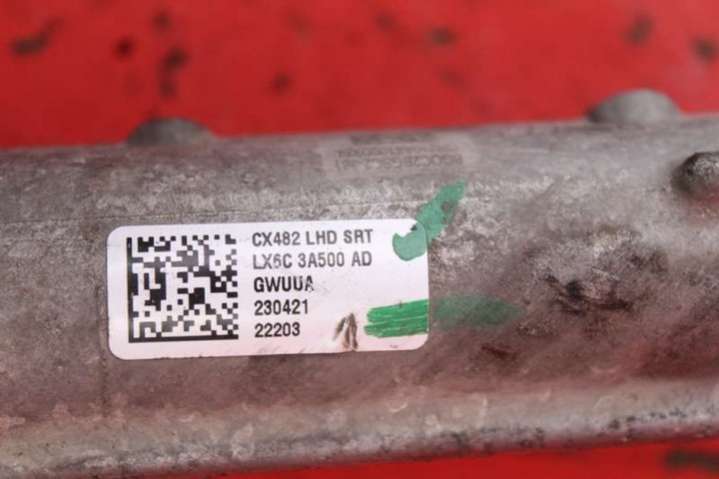 CX482 LHD SRT
LX6C 3A500 AD
GWUUA
230421
22203